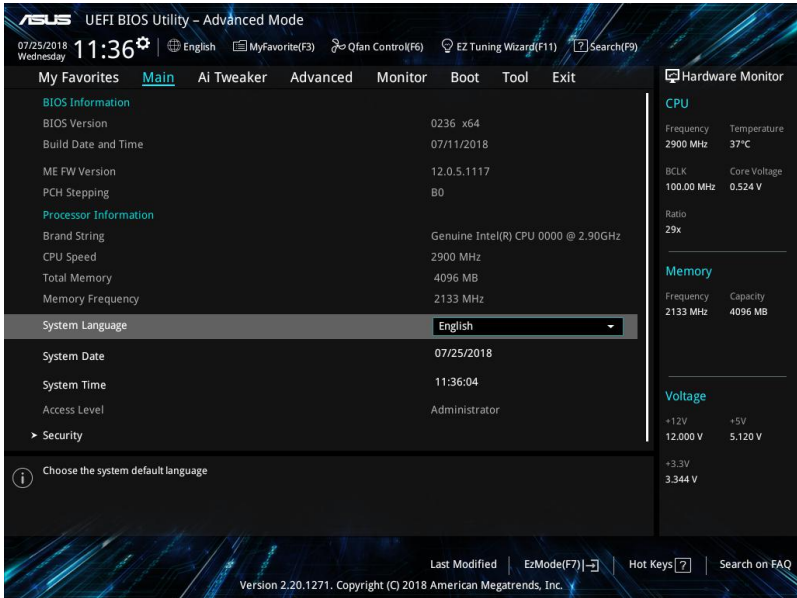 ASUS UEFI BIOS Utility – Advanced Mode
07/25/2018
Wednesday
11:36
English MyFavorite(F3) Qfan Control(F6) EZ Tuning Wizard(F11) ? Search(F9)
My Favorites Main Ai Tweaker Advanced Monitor Boot Tool Exit
BIOS Information
BIOS Version 0236 x64
Build Date and Time 07/11/2018
ME FW Version 12.0.5.1117
PCH Stepping B0
Processor Information
Brand String Genuine Intel(R) CPU 0000 @ 2.90GHz
CPU Speed 2900 MHz
Total Memory 4096 MB
Memory Frequency 2133 MHz
System Language English
System Date 07/25/2018
System Time 11:36:04
Access Level Administrator
Security
i Choose the system default language
Hardware Monitor
CPU
Frequency Temperature
2900 MHz 37°C
BCLK Core Voltage
100.00 MHz 0.524 V
Ratio
29x
Memory
Frequency Capacity
2133 MHz 4096 MB
Voltage
+12V +5V
12.000 V 5.120 V
+3.3V
3.344 V
Last Modified EzMode(F7) Hot Keys ? Search on FAQ
Version 2.20.1271. Copyright (C) 2018 American Megatrends, Inc.